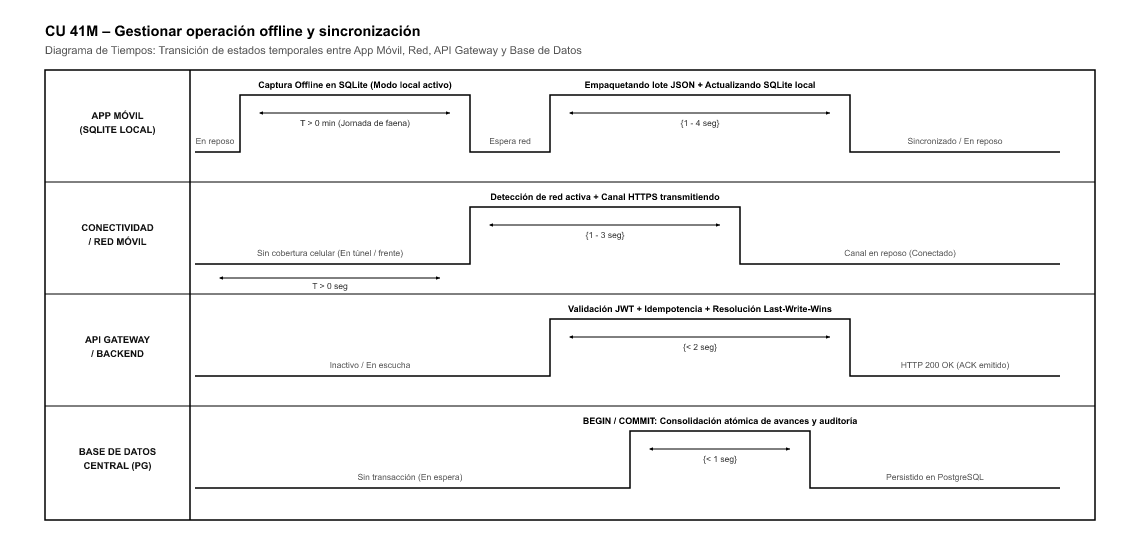 CU 41M – Gestionar operación offline y sincronización
Diagrama de Tiempos: Transición de estados temporales entre App Móvil, Red, API Gateway y Base de Datos
APP MÓVIL
(SQLITE LOCAL)
En reposo
Captura Offline en SQLite (Modo local activo)
T > 0 min (Jornada de faena)
Espera red
Empaquetando lote JSON + Actualizando SQLite local
{1 - 4 seg}
Sincronizado / En reposo
CONECTIVIDAD
/ RED MÓVIL
Sin cobertura celular (En túnel / frente)
T > 0 seg
Detección de red activa + Canal HTTPS transmitiendo
{1 - 3 seg}
Canal en reposo (Conectado)
API GATEWAY
/ BACKEND
Inactivo / En escucha
Validación JWT + Idempotencia + Resolución Last-Write-Wins
{< 2 seg}
HTTP 200 OK (ACK emitido)
BASE DE DATOS
CENTRAL (PG)
Sin transacción (En espera)
BEGIN / COMMIT: Consolidación atómica de avances y auditoría
{< 1 seg}
Persistido en PostgreSQL